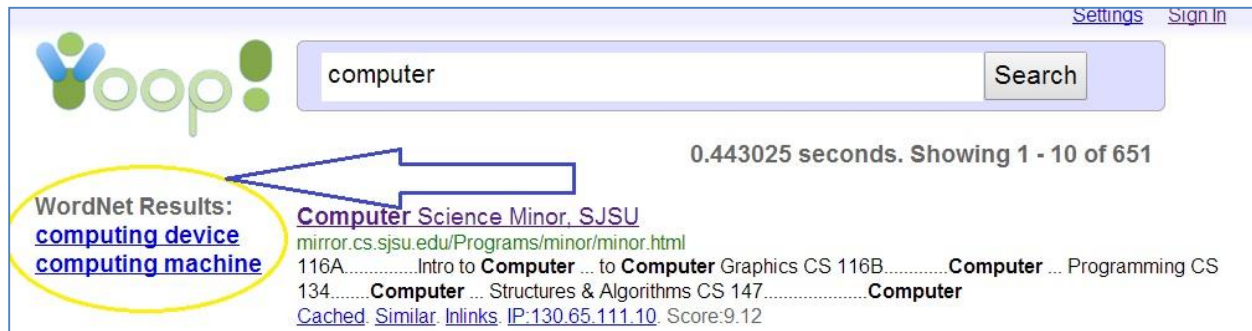 Settings Sign In
Yoop!
computer Search
0.443025 seconds. Showing 1 - 10 of 651
WordNet Results:
computing device
computing machine
Computer Science Minor, SJSU
mirror.cs.sjsu.edu/Programs/minor/minor.html
116A..............Intro to Computer ... to Computer Graphics CS 116B............Computer ... Programming CS
134.......Computer ... Structures & Algorithms CS 147....................Computer
Cached. Similar. Inlinks. IP:130.65.111.10. Score:9.12